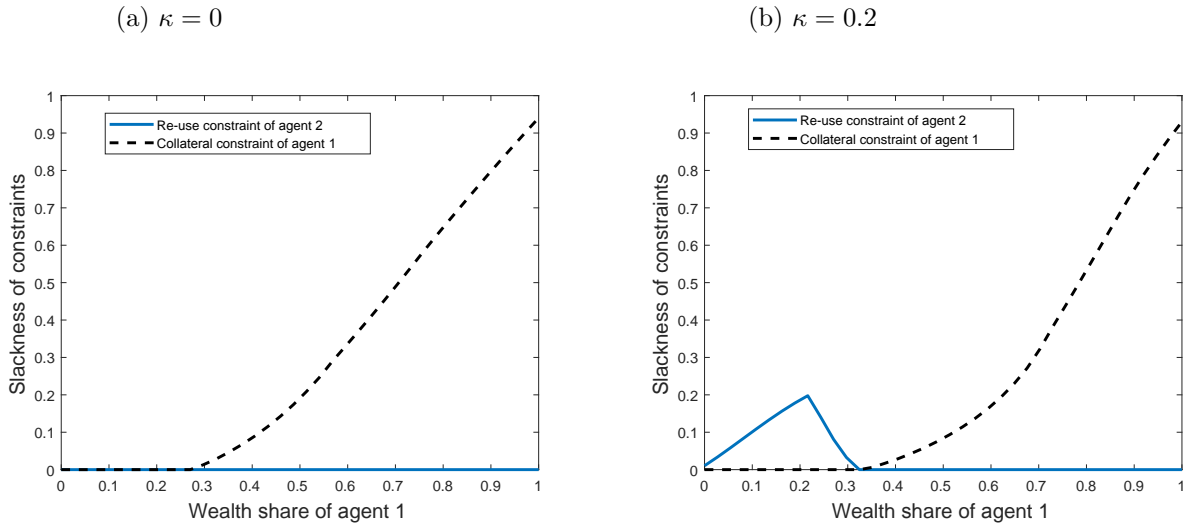 (a) κ = 0
1
0.9
0.8
0.7
0.6
0.5
0.4
0.3
0.2
0.1
0
Slackness of constraints
Re-use constraint of agent 2
Collateral constraint of agent 1
0 0.1 0.2 0.3 0.4 0.5 0.6 0.7 0.8 0.9 1
Wealth share of agent 1
(b) κ = 0.2
1
0.9
0.8
0.7
0.6
0.5
0.4
0.3
0.2
0.1
0
Slackness of constraints
Re-use constraint of agent 2
Collateral constraint of agent 1
0 0.1 0.2 0.3 0.4 0.5 0.6 0.7 0.8 0.9 1
Wealth share of agent 1